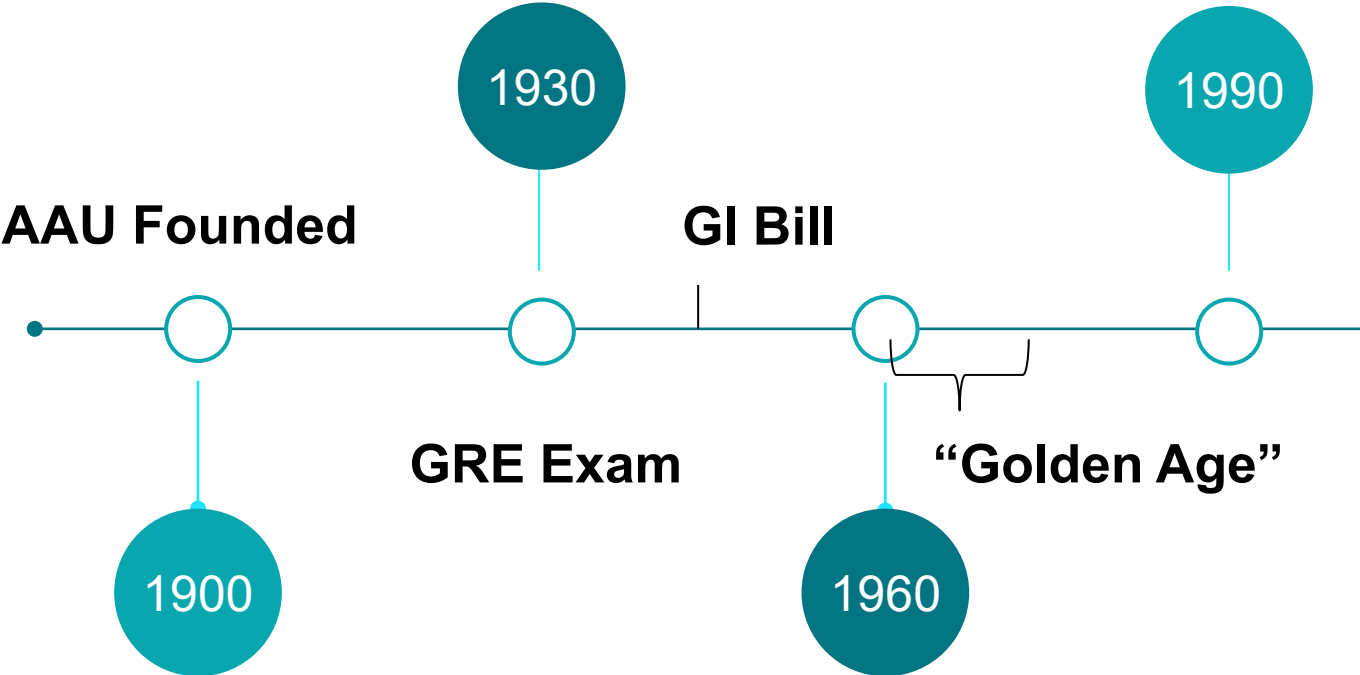 1930
1990
AAU Founded
GI Bill
GRE Exam
“Golden Age”
1900
1960